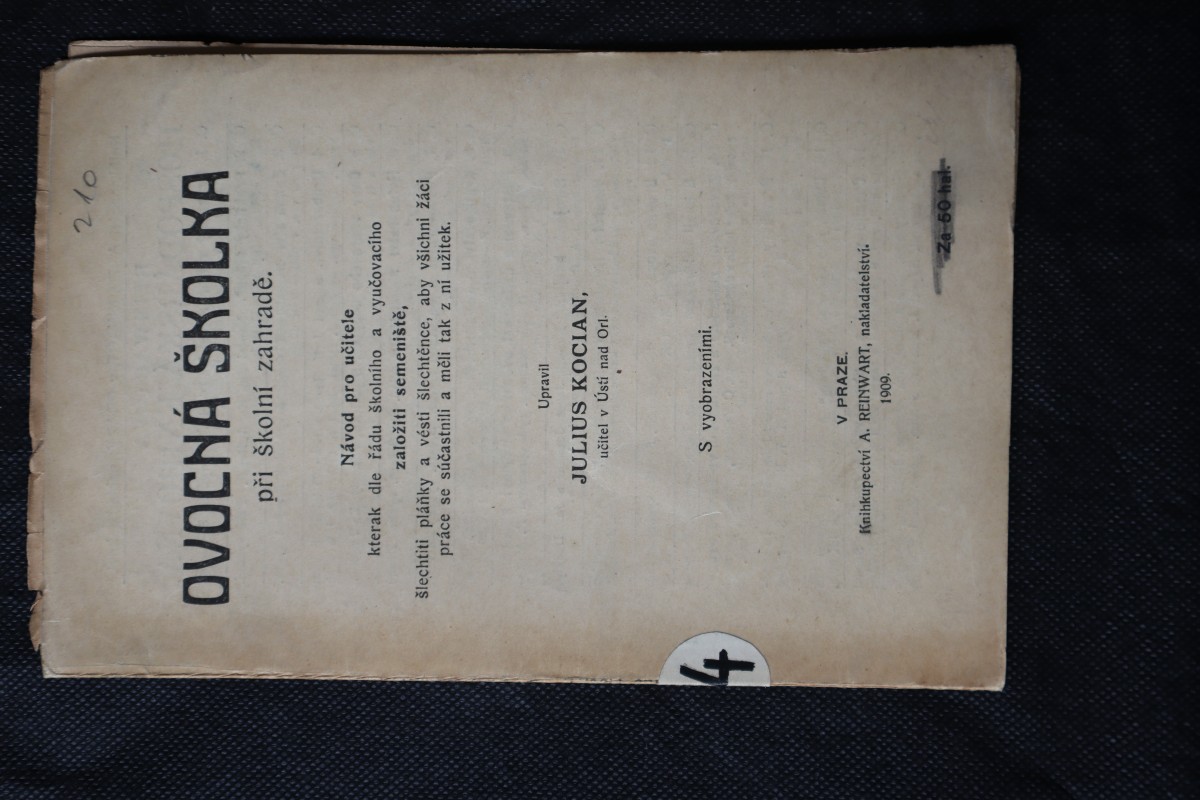 210
OVOCNÁ ŠKOLKA
při školní zahradě.
Návod pro učitele
kterak dle řádu školního a vyučovacího
založiti semeniště,
šlechtiti pláňky a vésti šlechtěnce, aby všichni žáci
práce se súčastnili a měli tak z ní užitek.
Upravil
JULIUS KOCIAN,
učitel v Ústí nad Orl.
S vyobrazeními.
V PRAZE.
Knihkupectví A. REINWART, nakladatelství.
1909.
Za 50 hal.
4